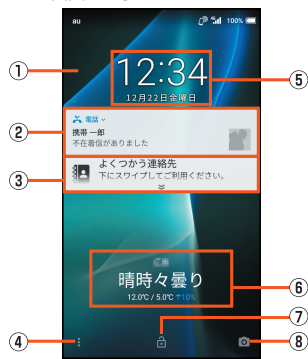 au 4G 100%
① 12:34 ⑤
12月22日金曜日
② 電話
携帯 一郎
不在着信がありました
③ よくつかう連絡先
下にスワイプしてご利用ください。
晴時々曇り ⑥
12.0℃ / 5.0℃ 10%
⑦
④ ⑧